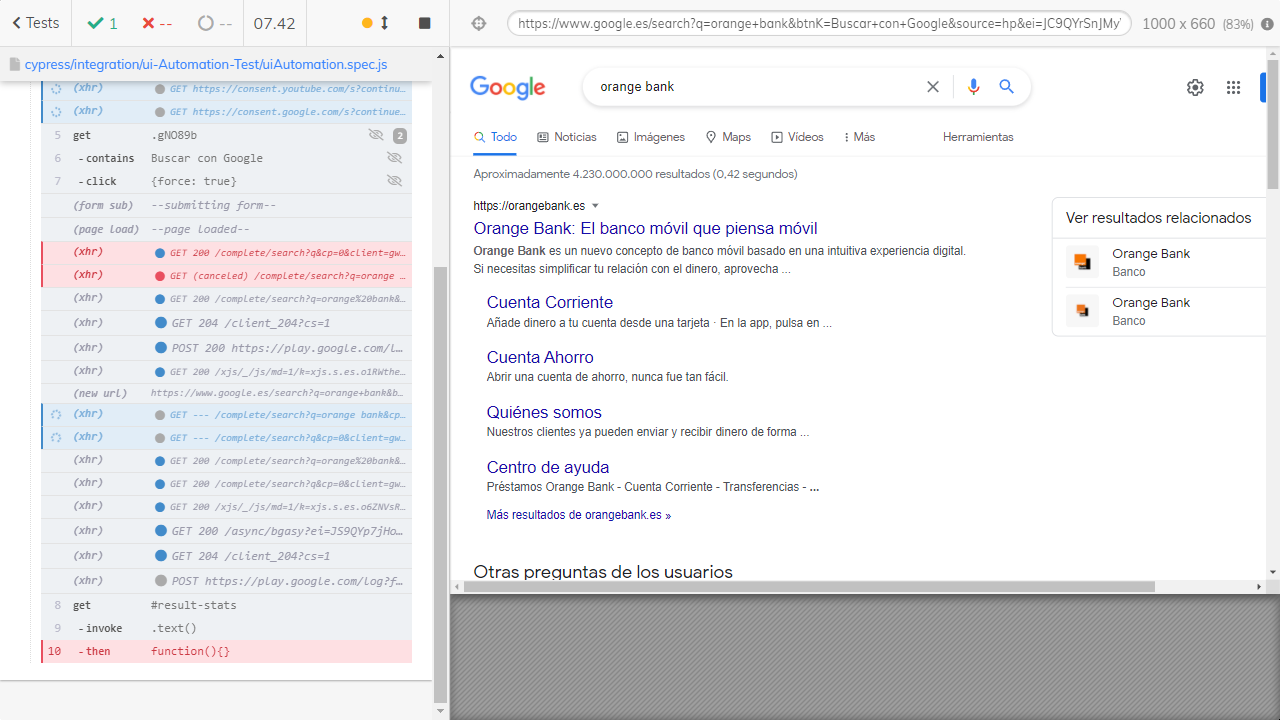 Tests
1
--
--
07.42
cypress/integration/ui-Automation-Test/uiAutomation.spec.js
(xhr) GET https://consent.youtube.com/s?continue…
(xhr) GET https://consent.google.com/s?continue…
5 get .gNO89b 2
6 -contains Buscar con Google
7 -click {force: true}
(form sub) --submitting form--
(page load) --page loaded--
(xhr) GET 200 /complete/search?q&cp=0&client=gw…
(xhr) GET (canceled) /complete/search?q=orange …
(xhr) GET 200 /complete/search?q=orange%20bank&…
(xhr) GET 204 /client_204?cs=1
(xhr) POST 200 https://play.google.com/l…
(xhr) GET 200 /xjs/_/js/md=1/k=xjs.s.es.o1RWthe…
(new url) https://www.google.es/search?q=orange+bank&b…
(xhr) GET --- /complete/search?q=orange bank&cp…
(xhr) GET --- /complete/search?q&cp=0&client=gw…
(xhr) GET 200 /complete/search?q=orange%20bank&…
(xhr) GET 200 /complete/search?q&cp=0&client=gw…
(xhr) GET 200 /xjs/_/js/md=1/k=xjs.s.es.o6ZNVsR…
(xhr) GET 200 /async/bgasy?ei=JS9QYp7jHo…
(xhr) GET 204 /client_204?cs=1
(xhr) POST https://play.google.com/log?f…
8 get #result-stats
9 -invoke .text()
10 -then function(){}
https://www.google.es/search?q=orange+bank&btnK=Buscar+con+Google&source=hp&ei=JC9QYrSnJMy
1000 x 660 (83%)
Google
orange bank
Todo
Noticias
Imágenes
Maps
Vídeos
Más
Herramientas
Aproximadamente 4.230.000.000 resultados (0,42 segundos)
https://orangebank.es
Orange Bank: El banco móvil que piensa móvil
Orange Bank es un nuevo concepto de banco móvil basado en una intuitiva experiencia digital.
Si necesitas simplificar tu relación con el dinero, aprovecha ...
Cuenta Corriente
Añade dinero a tu cuenta desde una tarjeta · En la app, pulsa en ...
Cuenta Ahorro
Abrir una cuenta de ahorro, nunca fue tan fácil.
Quiénes somos
Nuestros clientes ya pueden enviar y recibir dinero de forma ...
Centro de ayuda
Préstamos Orange Bank - Cuenta Corriente - Transferencias - ...
Más resultados de orangebank.es »
Otras preguntas de los usuarios
Ver resultados relacionados
Orange Bank
Banco
Orange Bank
Banco